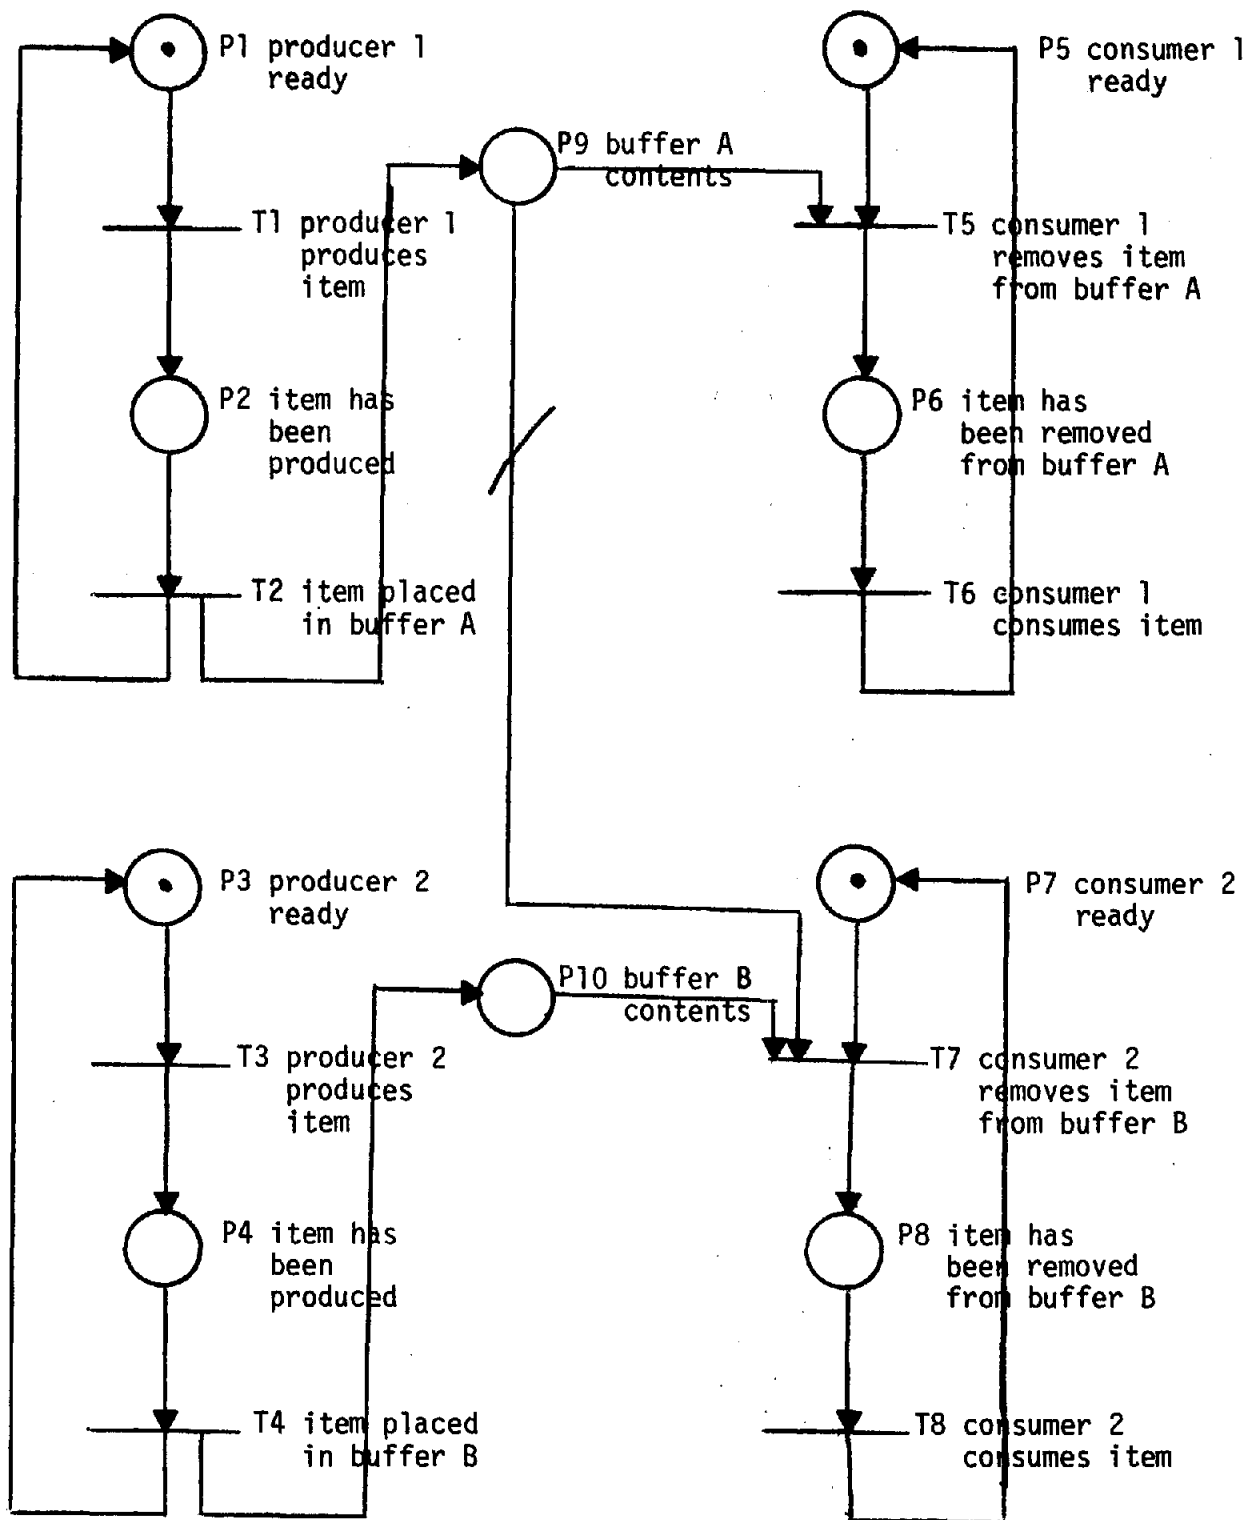 P1 producer 1
ready
P5 consumer 1
ready
P9 buffer A
contents
T1 producer 1
produces
item
T5 consumer 1
removes item
from buffer A
P2 item has
been
produced
P6 item has
been removed
from buffer A
T2 item placed
in buffer A
T6 consumer 1
consumes item
P3 producer 2
ready
P7 consumer 2
ready
P10 buffer B
contents
T3 producer 2
produces
item
T7 consumer 2
removes item
from buffer B
P4 item has
been
produced
P8 item has
been removed
from buffer B
T4 item placed
in buffer B
T8 consumer 2
consumes item